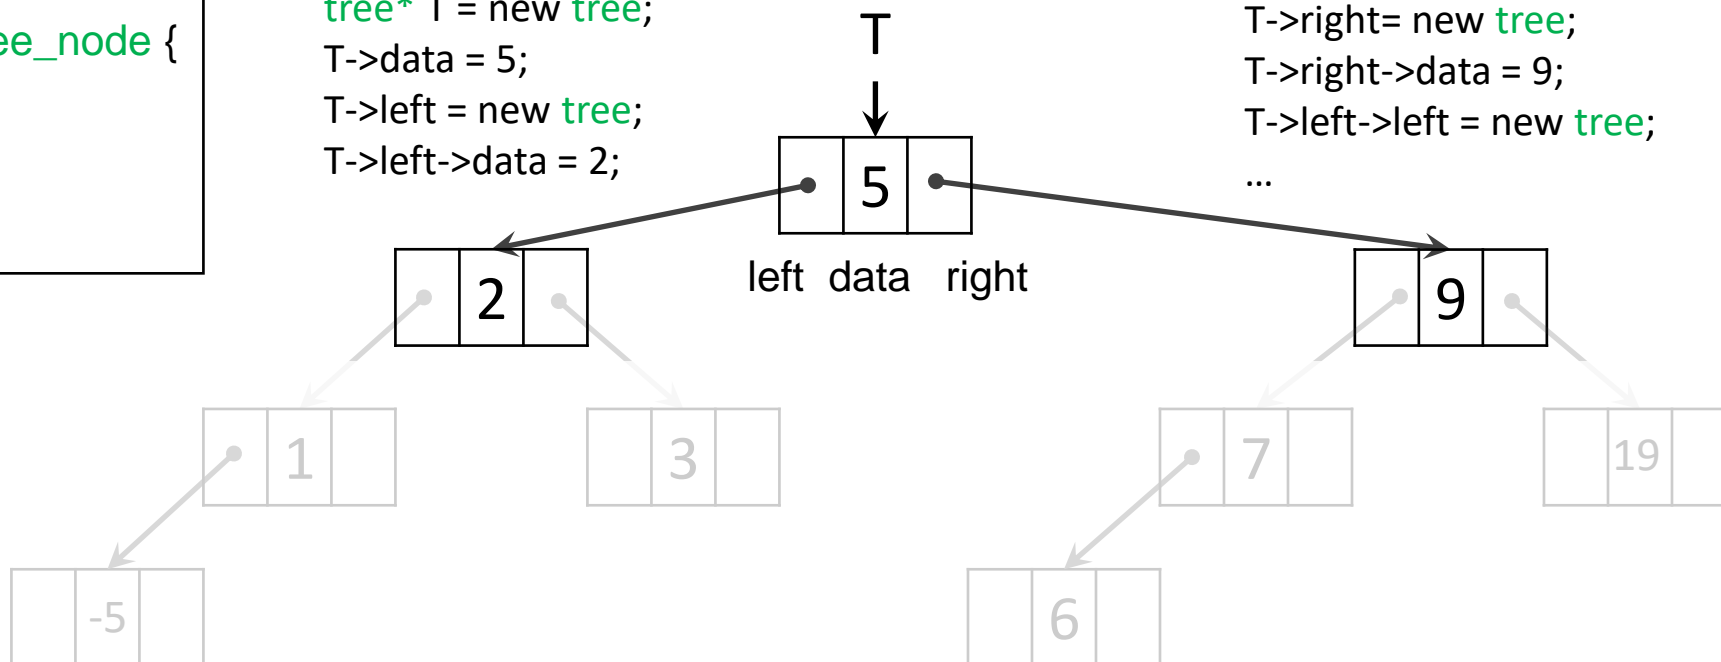 ee_node {
tree* T = new tree;
T->data = 5;
T->left = new tree;
T->left->data = 2;
T
T->right= new tree;
T->right->data = 9;
T->left->left = new tree;
...
5
left data right
2
9
1
3
7
19
-5
6